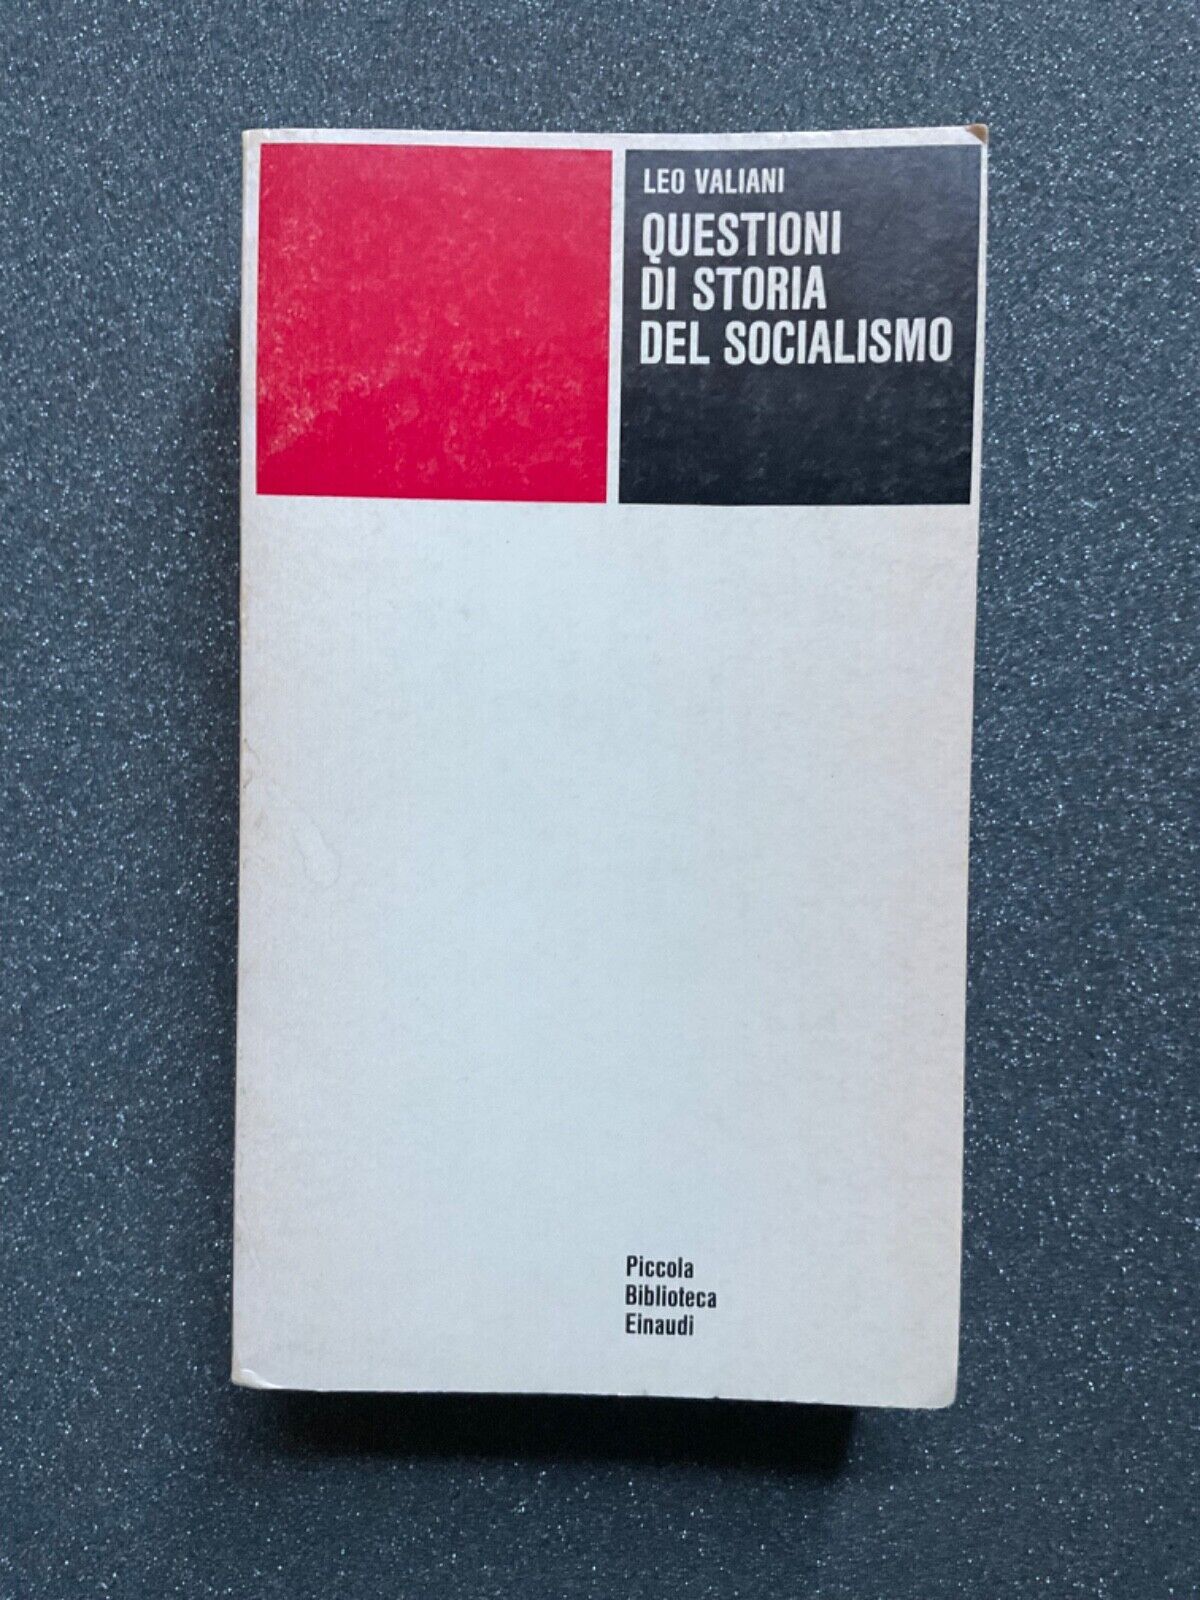 LEO VALIANI
QUESTIONI
DI STORIA
DEL SOCIALISMO
Piccola
Biblioteca
Einaudi